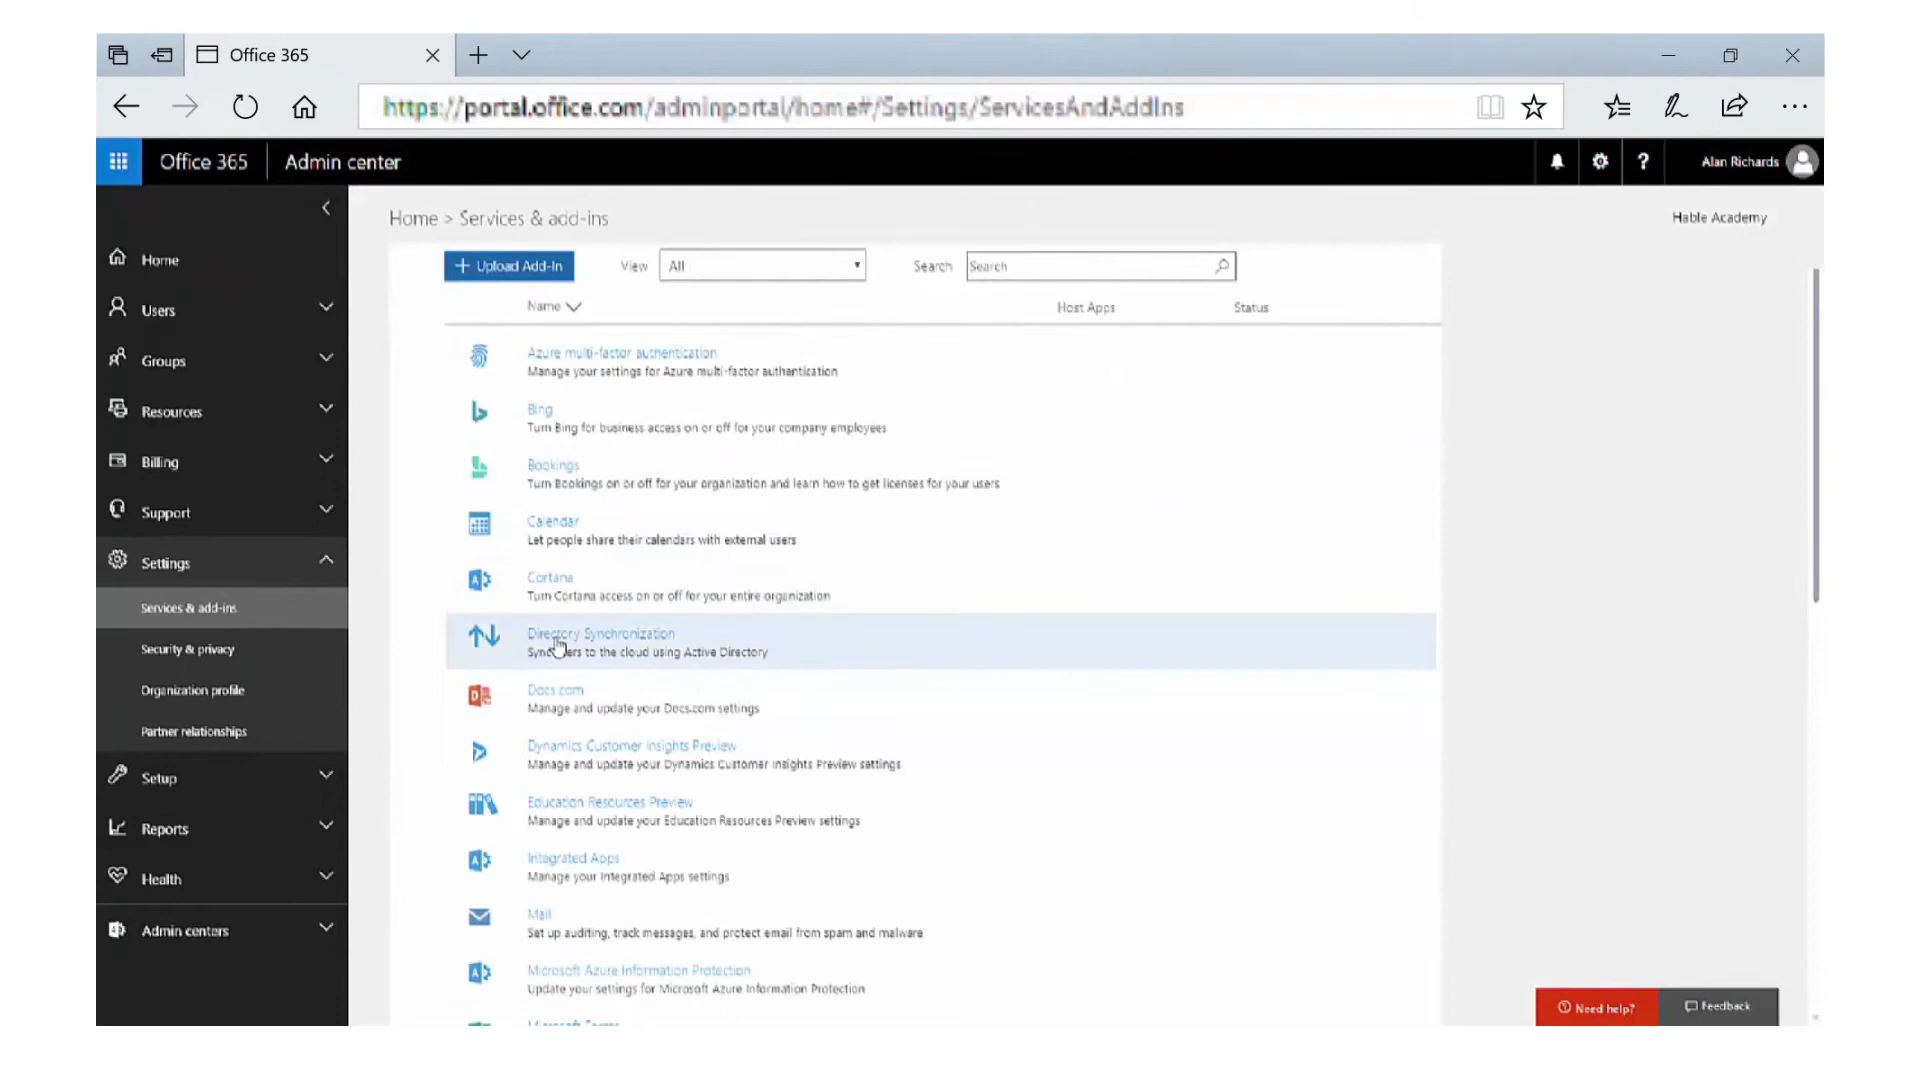 Office 365
https://portal.office.com/adminportal/home#/Settings/ServicesAndAddIns
Office 365 Admin center
Alan Richards
Home > Services & add-ins
Hable Academy
Home
Users
Groups
Resources
Billing
Support
Settings
Services & add-ins
Security & privacy
Organization profile
Partner relationships
Setup
Reports
Health
Admin centers
+ Upload Add-In View All Search Search
Name Host Apps Status
Azure multi-factor authentication
Manage your settings for Azure multi-factor authentication
Bing
Turn Bing for business access on or off for your company employees
Bookings
Turn Bookings on or off for your organization and learn how to get licenses for your users
Calendar
Let people share their calendars with external users
Cortana
Turn Cortana access on or off for your entire organization
Directory Synchronization
to the cloud using Active Directory
Docs.com
Manage and update your Docs.com settings
Dynamics Customer Insights Preview
Manage and update your Dynamics Customer Insights Preview settings
Education Resources Preview
Manage and update your Education Resources Preview settings
Integrated Apps
Manage your Integrated Apps settings
Mail
Set up auditing, track messages, and protect email from spam and malware
Microsoft Azure Information Protection
Update your settings for Microsoft Azure Information Protection
Need help?
Feedback